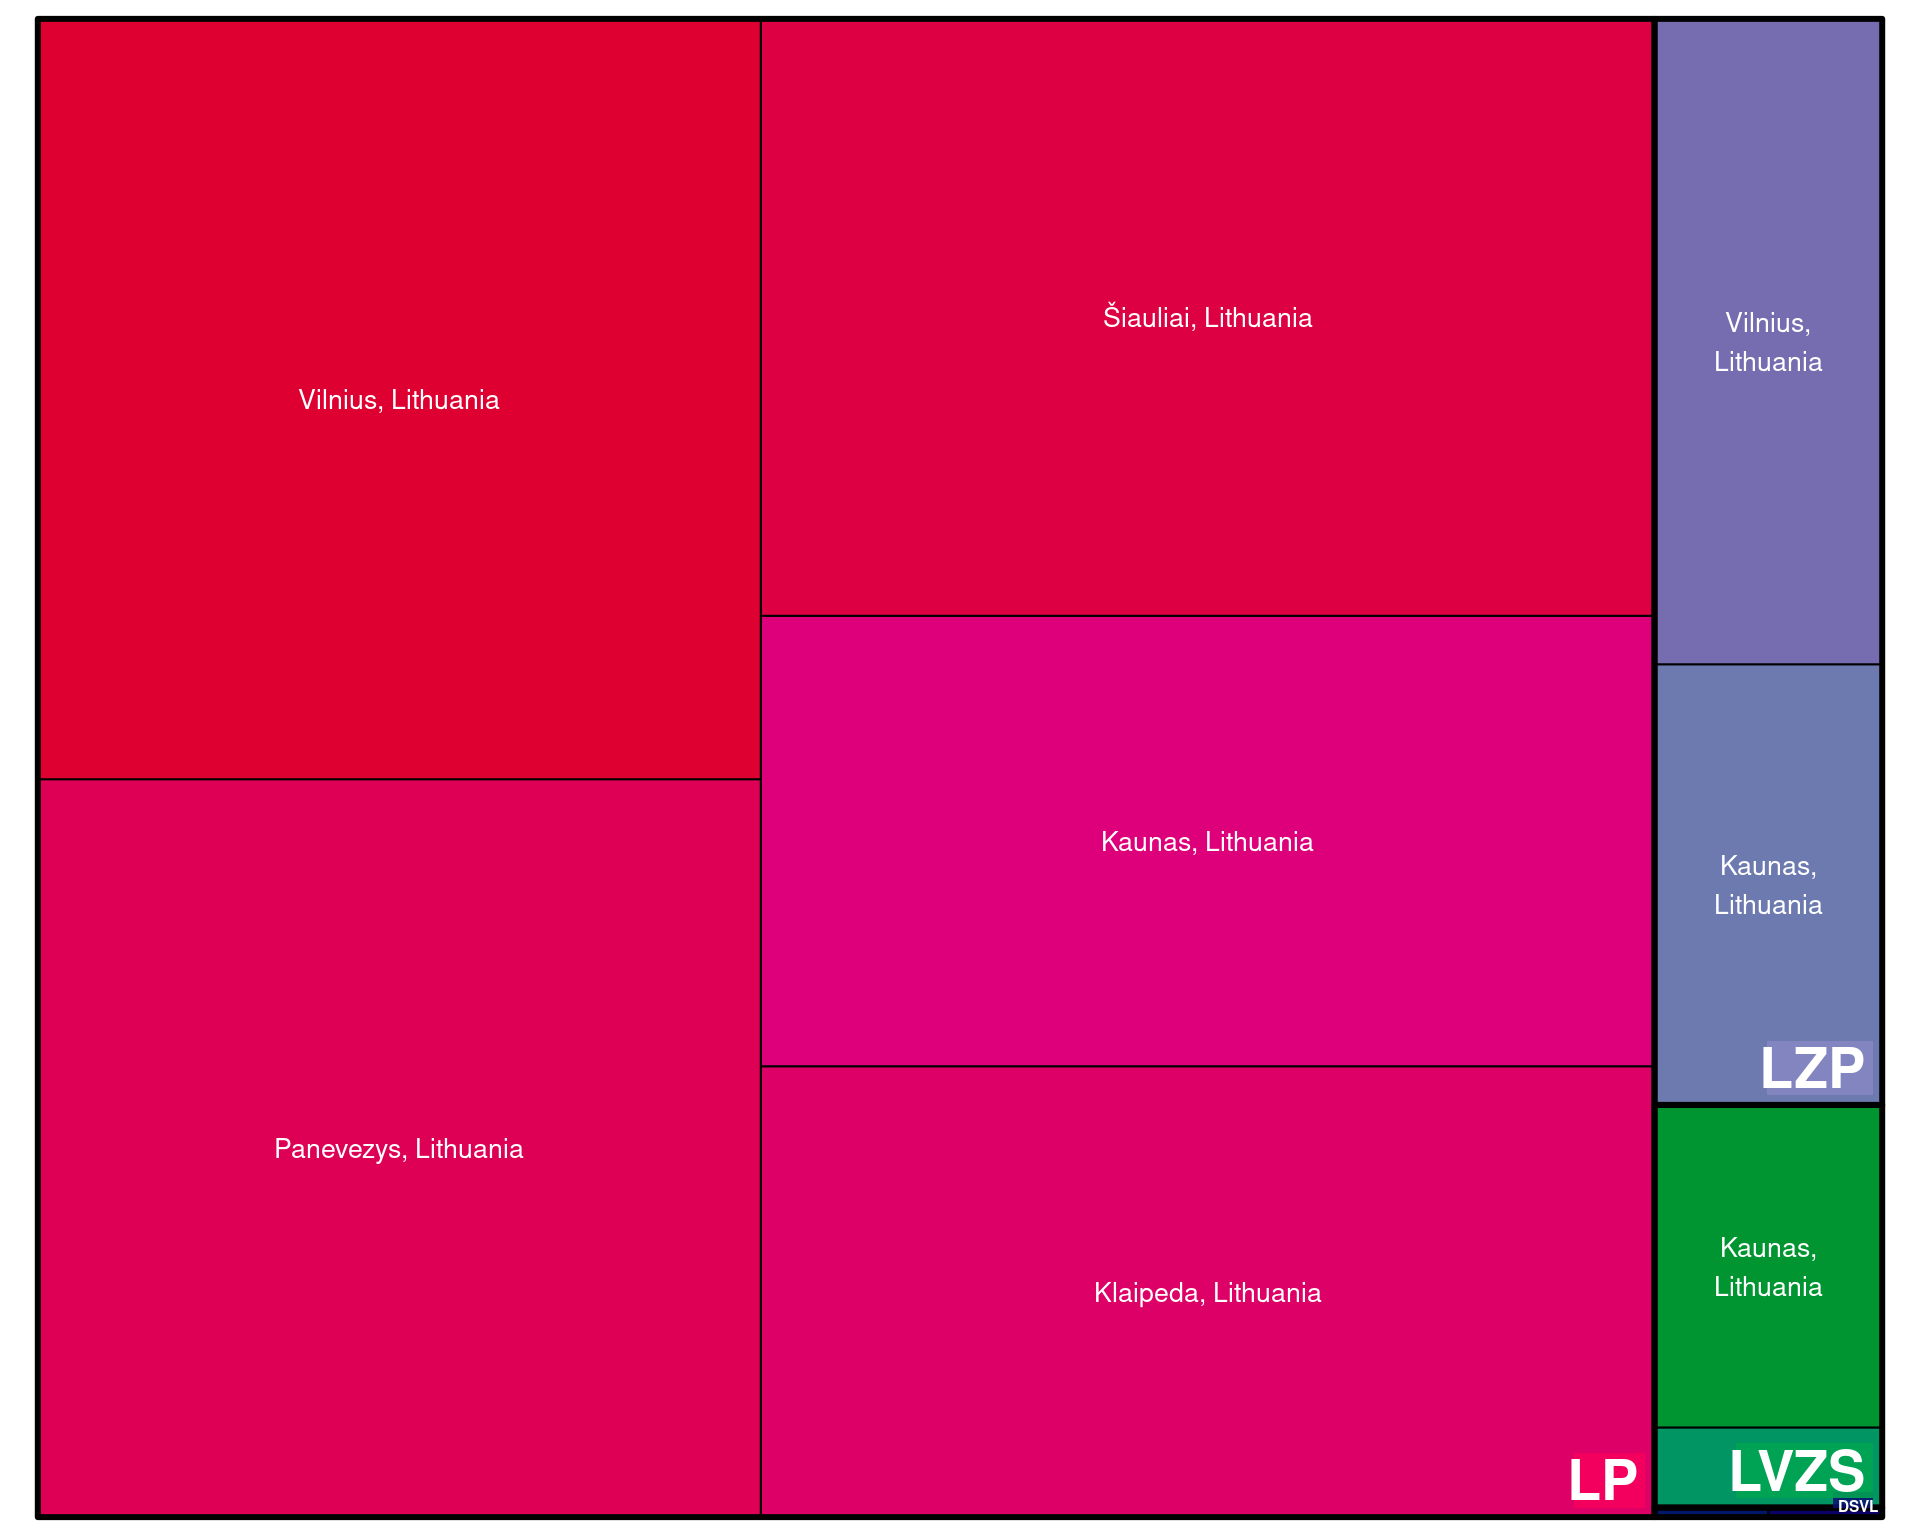 Vilnius, Lithuania
Panevezys, Lithuania
Šiauliai, Lithuania
Kaunas, Lithuania
Klaipeda, Lithuania
LP
Vilnius,
Lithuania
Kaunas,
Lithuania
LZP
Kaunas,
Lithuania
LVZS
DSVL